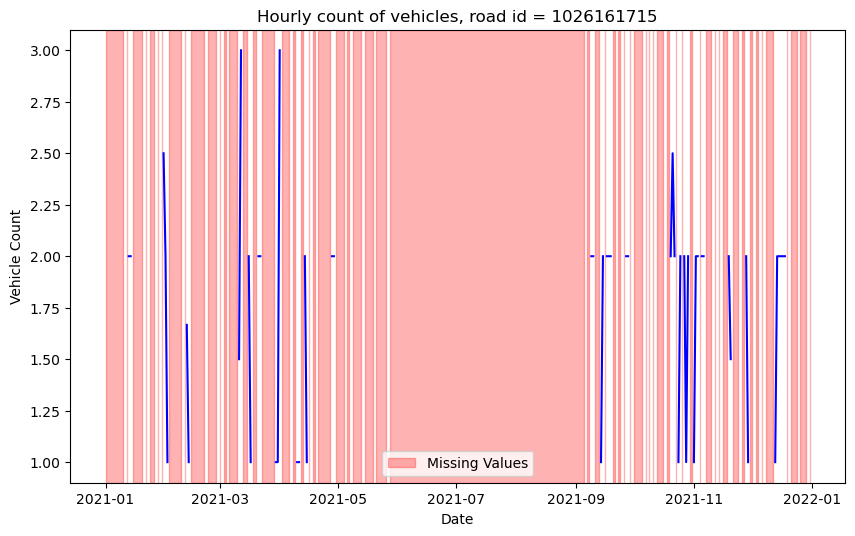 Hourly count of vehicles, road id = 1026161715
Vehicle Count
3.00
2.75
2.50
2.25
2.00
1.75
1.50
1.25
1.00
Missing Values
2021-01 2021-03 2021-05 2021-07 2021-09 2021-11 2022-01
Date